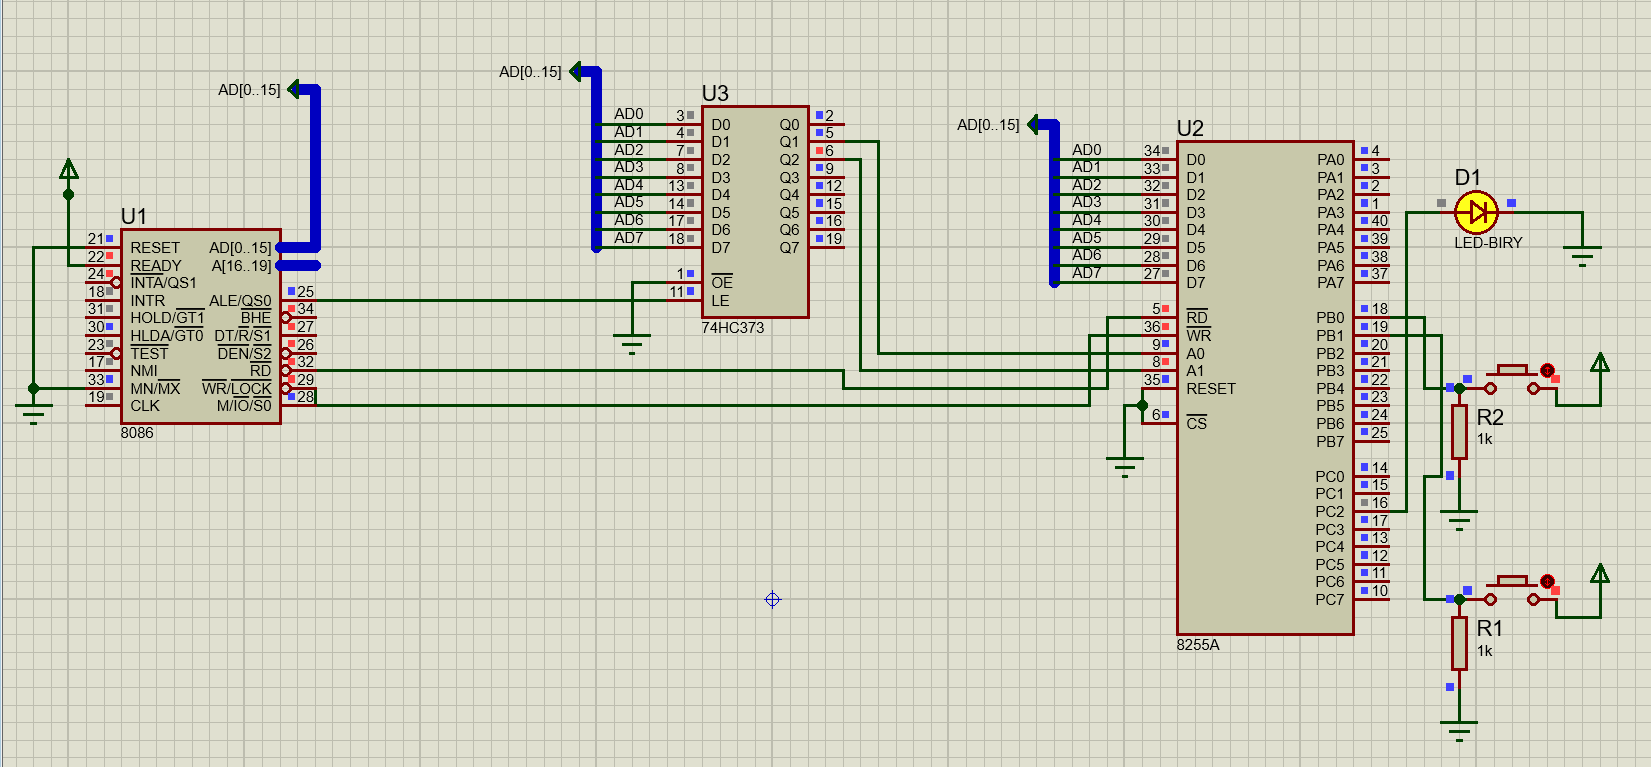 AD[0..15]
U1
21 RESET AD[0..15]
22 READY A[16..19]
24 INTA/QS1
18 INTR ALE/QS0 25
31 HOLD/GT1 BHE 34
30 HLDA/GT0 DT/R/S1 27
23 TEST DEN/S2 26
17 NMI RD 32
33 MN/MX WR/LOCK 29
19 CLK M/IO/S0 28
8086
AD[0..15]
U3
AD0 3 D0 Q0 2
AD1 4 D1 Q1 5
AD2 7 D2 Q2 6
AD3 8 D3 Q3 9
AD4 13 D4 Q4 12
AD5 14 D5 Q5 15
AD6 17 D6 Q6 16
AD7 18 D7 Q7 19
1 OE
11 LE
74HC373
AD[0..15]
U2
AD0 34 D0 PA0 4
AD1 33 D1 PA1 3
AD2 32 D2 PA2 2
AD3 31 D3 PA3 1
AD4 30 D4 PA4 40
AD5 29 D5 PA5 39
AD6 28 D6 PA6 38
AD7 27 D7 PA7 37
5 RD PB0 18
36 WR PB1 19
9 A0 PB2 20
8 A1 PB3 21
35 RESET PB4 22
PB5 23
6 CS PB6 24
PB7 25
PC0 14
PC1 15
PC2 16
PC3 17
PC4 13
PC5 12
PC6 11
PC7 10
8255A
D1
LED-BIRY
R2
1k
R1
1k